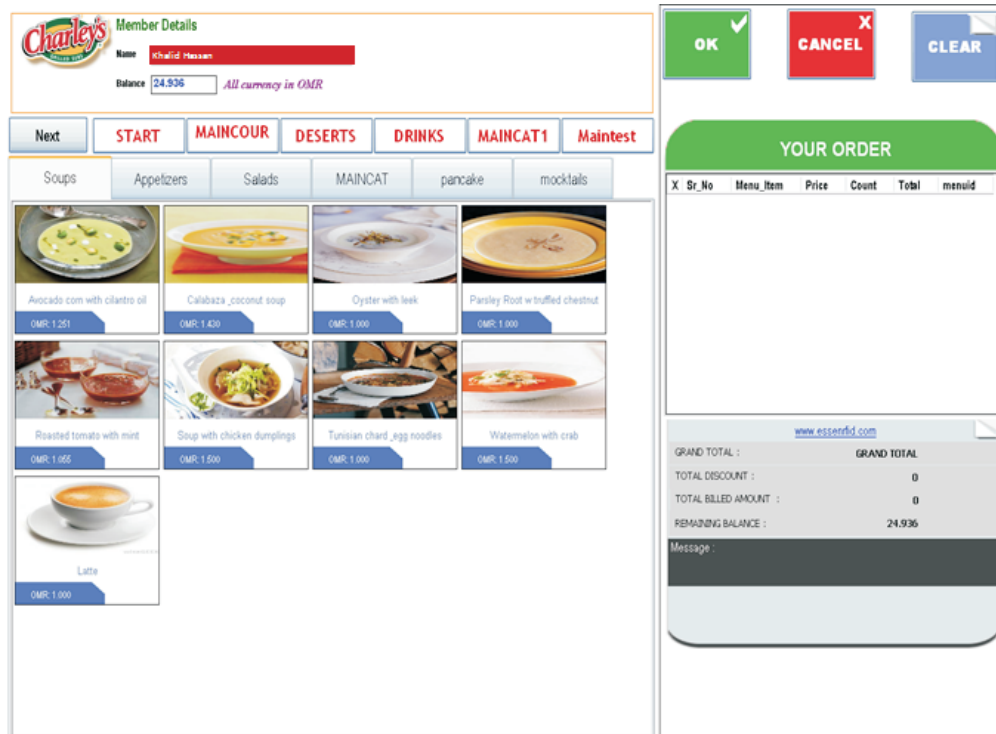 Charley's
GRILLED SUBS
Member Details
Name Khalid Hassan
Balance 24.936 All currency in OMR
Next START MAINCOUR DESERTS DRINKS MAINCAT1 Maintest
Soups Appetizers Salads MAINCAT pancake mocktails
Avocado corn with cilantro oil Calabaza _coconut soup Oyster with leek Parsley Root w truffled chestnut
OMR: 1.251 OMR: 1.430 OMR: 1.000 OMR: 1.000
Roasted tomato with mint Soup with chicken dumplings Tunisian chard _egg noodles Watermelon with crab
OMR: 1.055 OMR: 1.500 OMR: 1.000 OMR: 1.500
Latte
OMR: 1.000
OK X CANCEL CLEAR
YOUR ORDER
X Sr_No Menu_Item Price Count Total menuid
www.essenrfid.com
GRAND TOTAL : GRAND TOTAL
TOTAL DISCOUNT : 0
TOTAL BILLED AMOUNT : 0
REMAINING BALANCE : 24.936
Message :